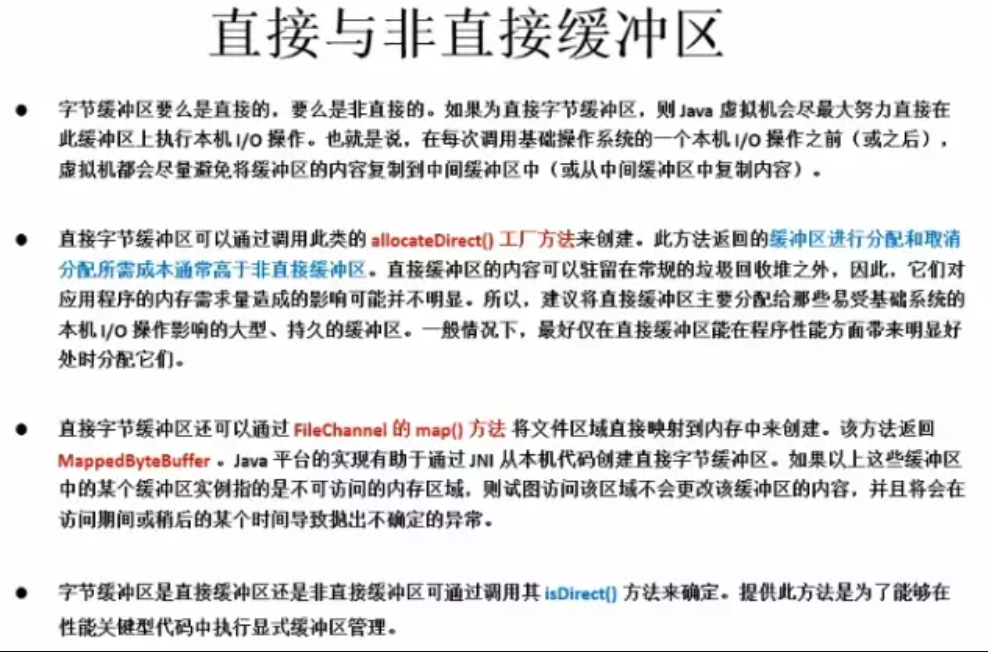 直接与非直接缓冲区
● 字节缓冲区要么是直接的，要么是非直接的。如果为直接字节缓冲区，则 Java 虚拟机会尽最大努力直接在
此缓冲区上执行本机 I/O 操作。也就是说，在每次调用基础操作系统的一个本机 I/O 操作之前（或之后），
虚拟机都会尽量避免将缓冲区的内容复制到中间缓冲区中（或从中间缓冲区中复制内容）。
● 直接字节缓冲区可以通过调用此类的 allocateDirect() 工厂方法来创建。此方法返回的缓冲区进行分配和取消
分配所需成本通常高于非直接缓冲区。直接缓冲区的内容可以驻留在常规的垃圾回收堆之外，因此，它们对
应用程序的内存需求量造成的影响可能并不明显。所以，建议将直接缓冲区主要分配给那些易受基础系统的
本机 I/O 操作影响的大型、持久的缓冲区。一般情况下，最好仅在直接缓冲区能在程序性能方面带来明显好
处时分配它们。
● 直接字节缓冲区还可以通过 FileChannel 的 map() 方法 将文件区域直接映射到内存中来创建。该方法返回
MappedByteBuffer 。Java 平台的实现有助于通过 JNI 从本机代码创建直接字节缓冲区。如果以上这些缓冲区
中的某个缓冲区实例指的是不可访问的内存区域，则试图访问该区域不会更改该缓冲区的内容，并且将会在
访问期间或稍后的某个时间导致抛出不确定的异常。
● 字节缓冲区是直接缓冲区还是非直接缓冲区可通过调用其 isDirect() 方法来确定。提供此方法是为了能够在
性能关键型代码中执行显式缓冲区管理。